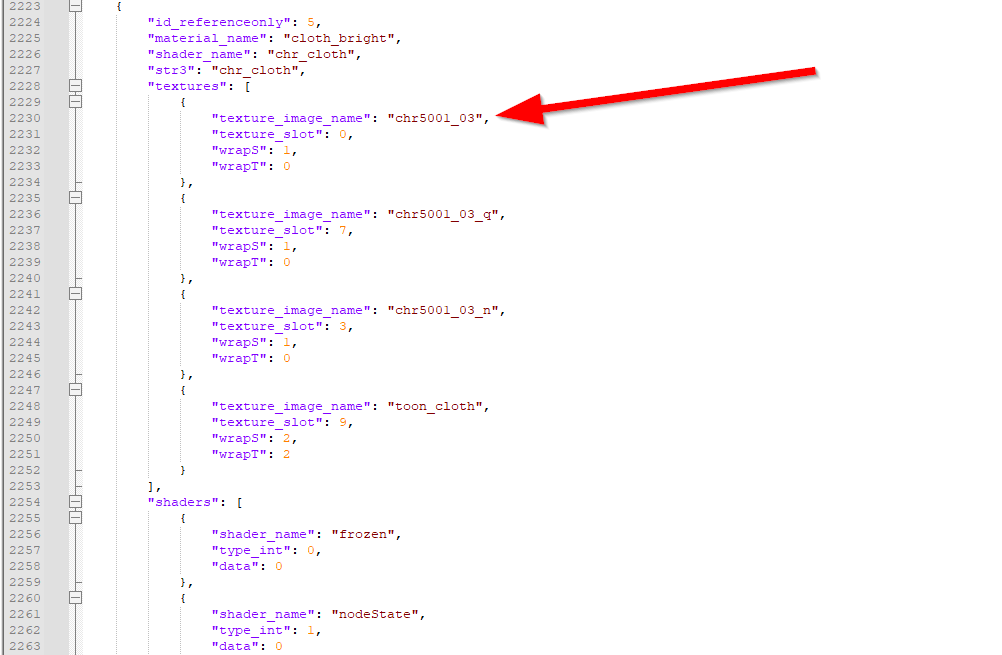 2223 {
2224 "id_referenceonly": 5,
2225 "material_name": "cloth_bright",
2226 "shader_name": "chr_cloth",
2227 "str3": "chr_cloth",
2228 "textures": [
2229 {
2230 "texture_image_name": "chr5001_03",
2231 "texture_slot": 0,
2232 "wrapS": 1,
2233 "wrapT": 0
2234 },
2235 {
2236 "texture_image_name": "chr5001_03_q",
2237 "texture_slot": 7,
2238 "wrapS": 1,
2239 "wrapT": 0
2240 },
2241 {
2242 "texture_image_name": "chr5001_03_n",
2243 "texture_slot": 3,
2244 "wrapS": 1,
2245 "wrapT": 0
2246 },
2247 {
2248 "texture_image_name": "toon_cloth",
2249 "texture_slot": 9,
2250 "wrapS": 2,
2251 "wrapT": 2
2252 }
2253 ],
2254 "shaders": [
2255 {
2256 "shader_name": "frozen",
2257 "type_int": 0,
2258 "data": 0
2259 },
2260 {
2261 "shader_name": "nodeState",
2262 "type_int": 1,
2263 "data": 0